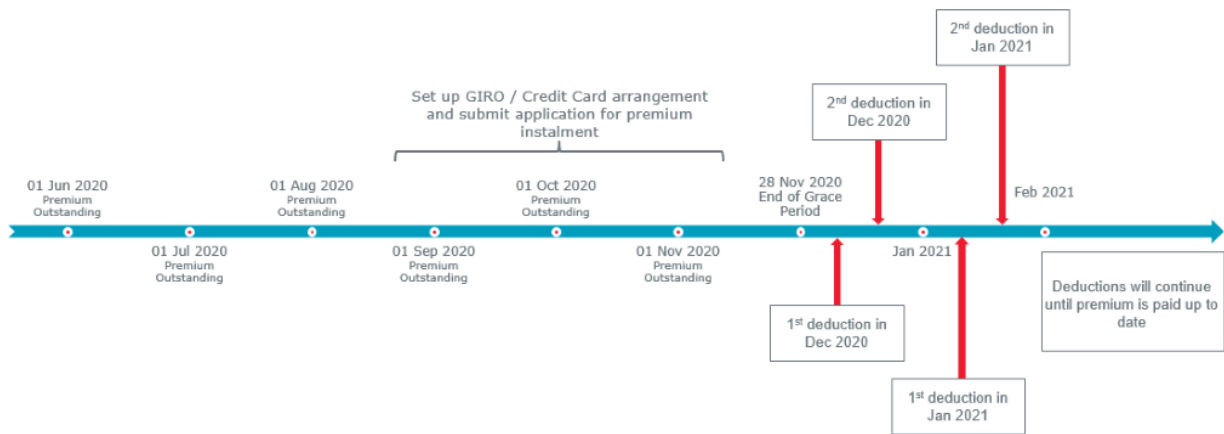 2nd deduction in
Jan 2021
2nd deduction in
Dec 2020
Set up GIRO / Credit Card arrangement
and submit application for premium
instalment
01 Jun 2020
Premium
Outstanding
01 Aug 2020
Premium
Outstanding
01 Oct 2020
Premium
Outstanding
28 Nov 2020
End of Grace
Period
Feb 2021
01 Jul 2020
Premium
Outstanding
01 Sep 2020
Premium
Outstanding
01 Nov 2020
Premium
Outstanding
Jan 2021
1st deduction in
Dec 2020
1st deduction in
Jan 2021
Deductions will continue
until premium is paid up to
date